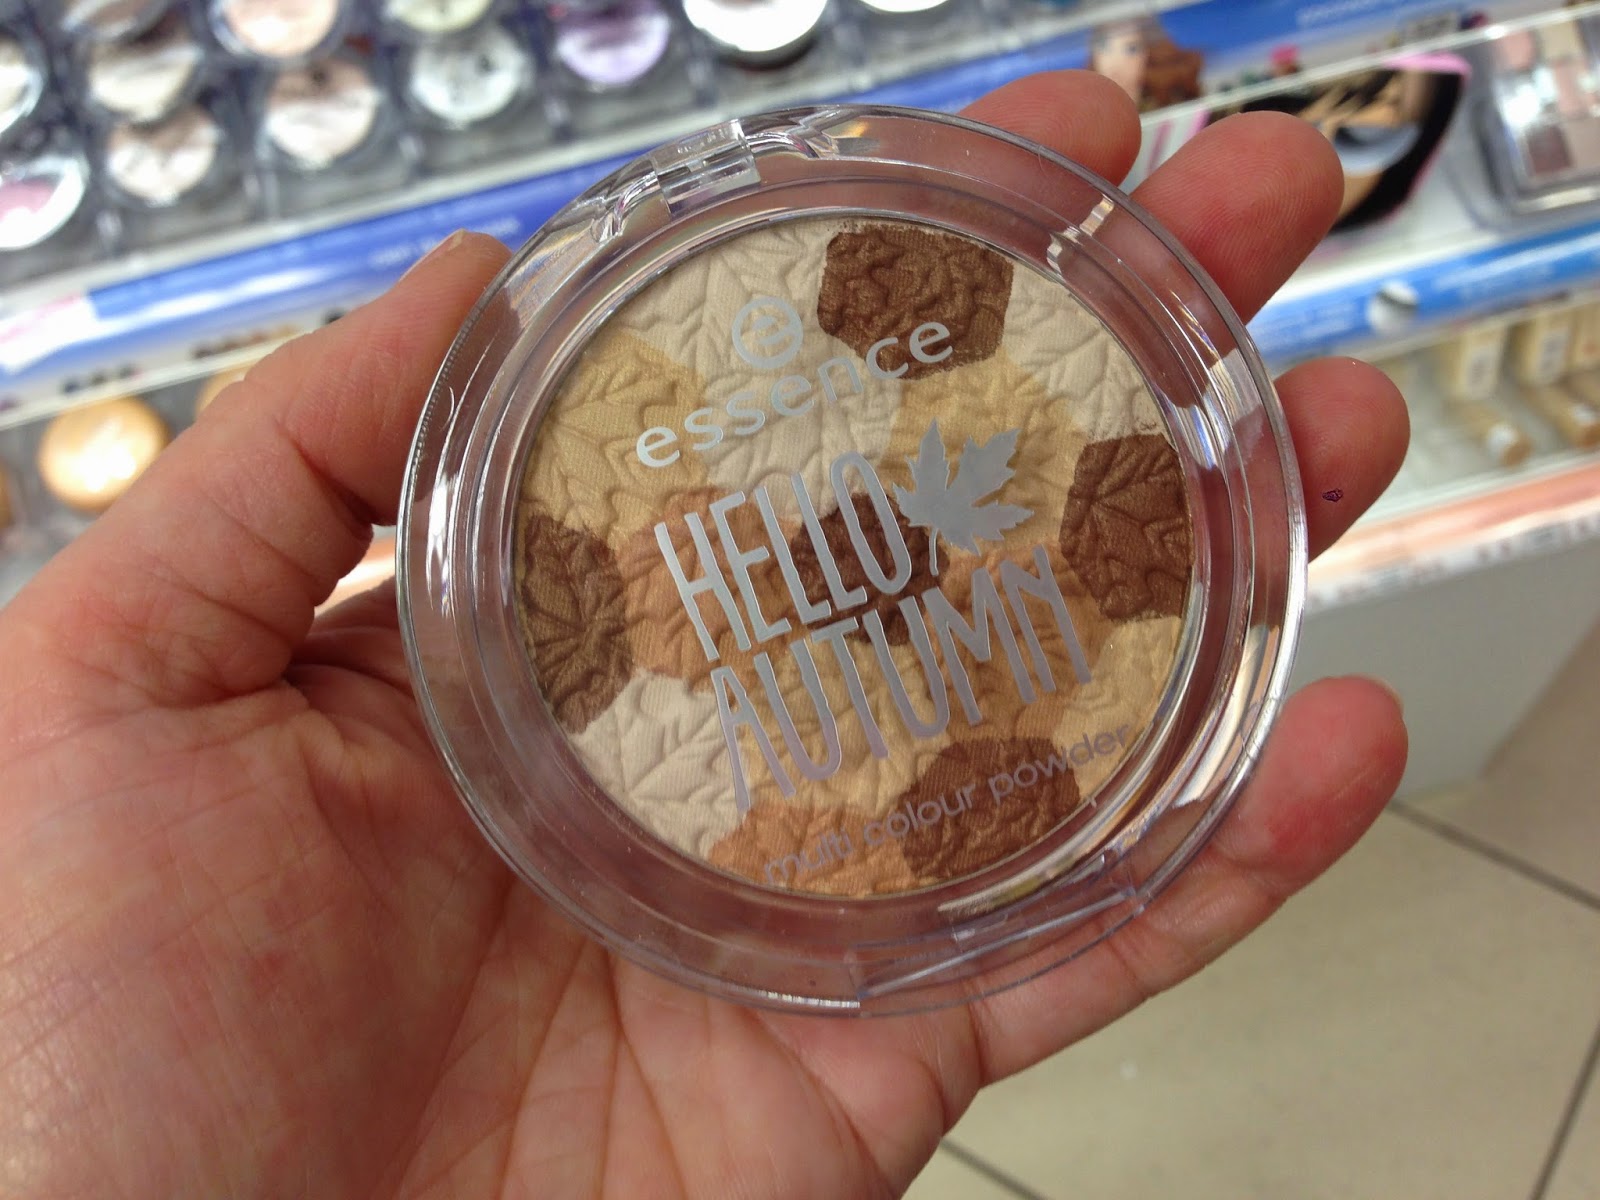 essence
HELLO
AUTUMN
multi colour powder